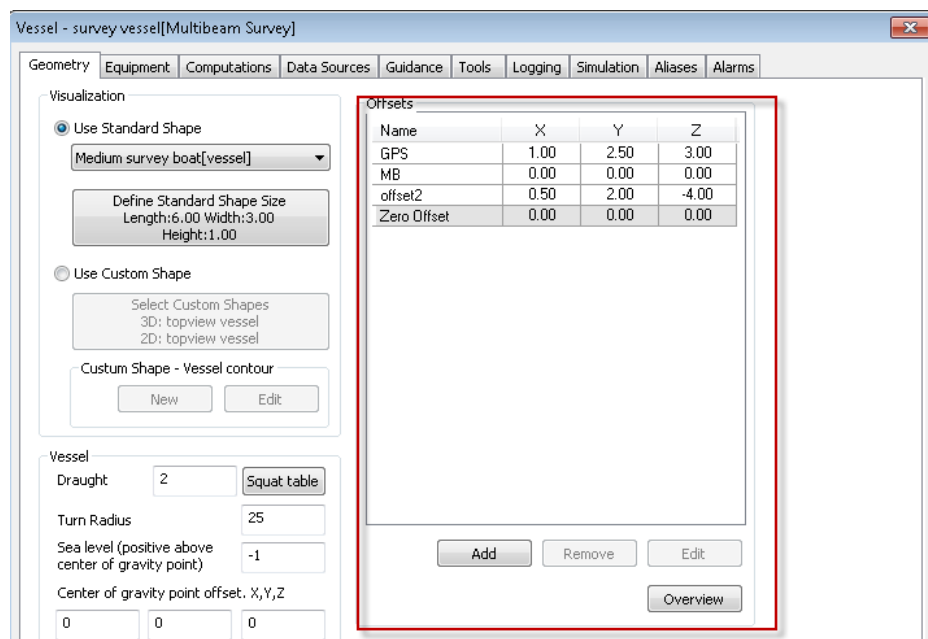 Vessel - survey vessel[Multibeam Survey]
Geometry Equipment Computations Data Sources Guidance Tools Logging Simulation Aliases Alarms
Visualization
Use Standard Shape
Medium survey boat[vessel]
Define Standard Shape Size
Length:6.00 Width:3.00
Height:1.00
Use Custom Shape
Select Custom Shapes
3D: topview vessel
2D: topview vessel
Custum Shape - Vessel contour
New Edit
Vessel
Draught 2 Squat table
Turn Radius 25
Sea level (positive above
center of gravity point) -1
Center of gravity point offset. X,Y,Z
0 0 0
Offsets
Name X Y Z
GPS 1.00 2.50 3.00
MB 0.00 0.00 0.00
offset2 0.50 2.00 -4.00
Zero Offset 0.00 0.00 0.00
Add Remove Edit
Overview